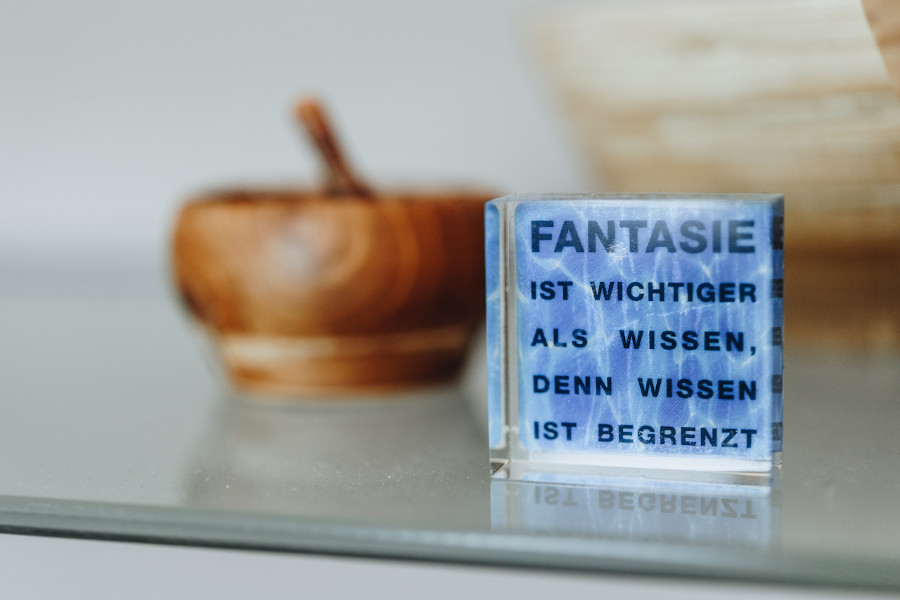 FANTASIE
IST WICHTIGER
ALS WISSEN,
DENN WISSEN
IST BEGRENZT